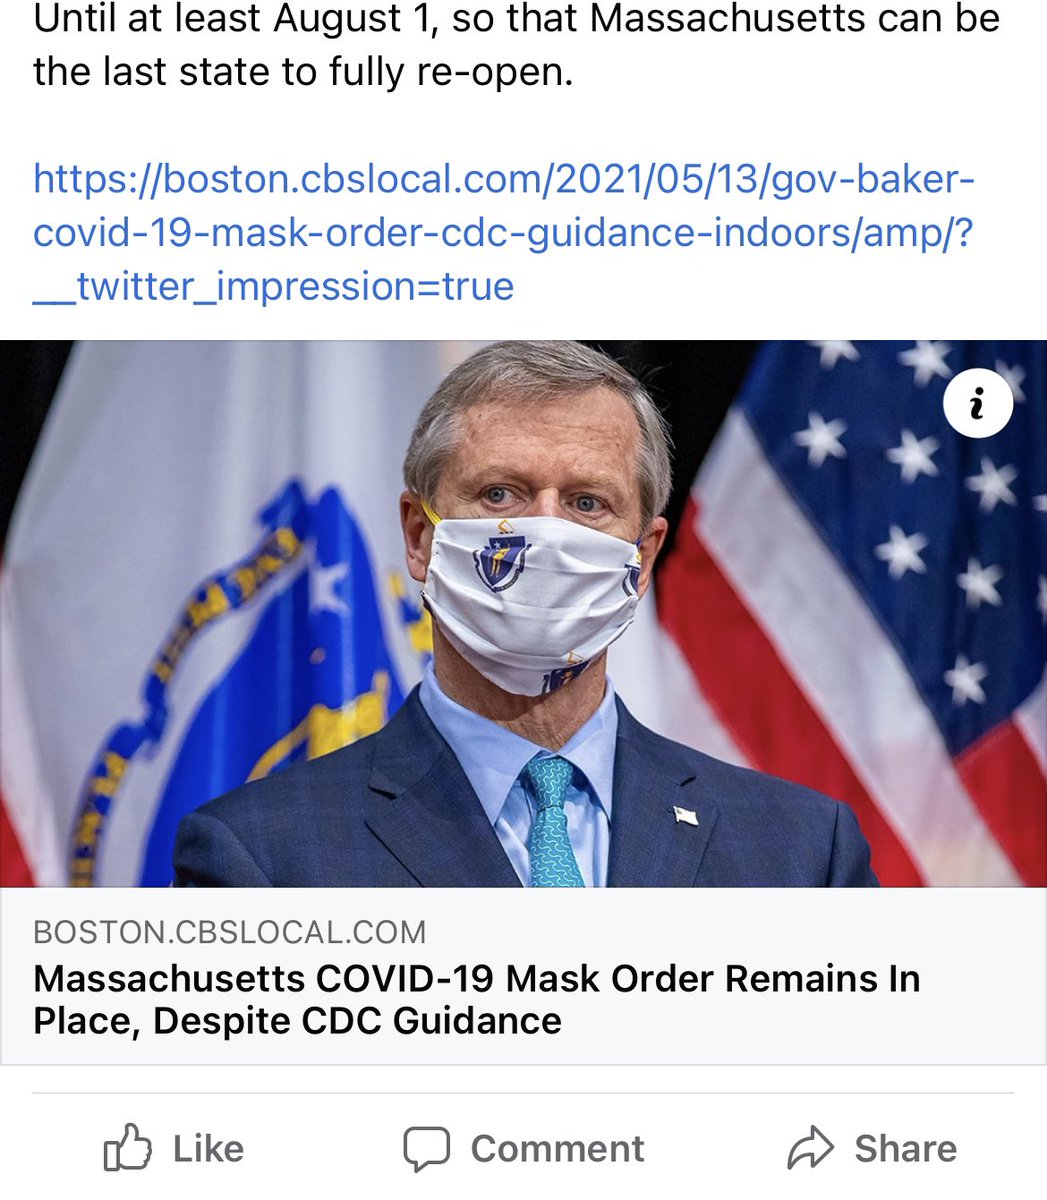 Until at least August 1, so that Massachusetts can be
the last state to fully re-open.
https://boston.cbslocal.com/2021/05/13/gov-baker-
covid-19-mask-order-cdc-guidance-indoors/amp/?
__twitter_impression=true
i
BOSTON.CBSLOCAL.COM
Massachusetts COVID-19 Mask Order Remains In
Place, Despite CDC Guidance
Like
Comment
Share